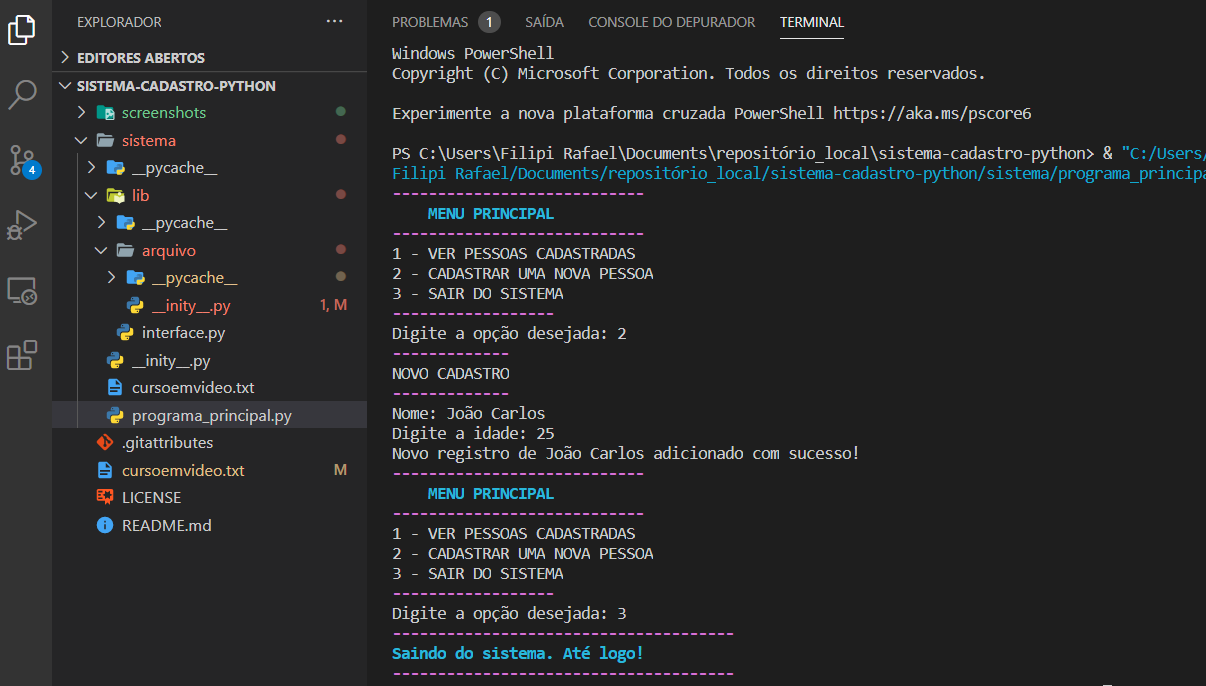 EXPLORADOR
...
EDITORES ABERTOS
SISTEMA-CADASTRO-PYTHON
screenshots
sistema
__pycache__
lib
__pycache__
arquivo
__pycache__
__inity__.py 1, M
interface.py
__inity__.py
cursoemvideo.txt
programa_principal.py
.gitattributes
cursoemvideo.txt M
LICENSE
README.md
4
PROBLEMAS 1 SAÍDA CONSOLE DO DEPURADOR TERMINAL
Windows PowerShell
Copyright (C) Microsoft Corporation. Todos os direitos reservados.
Experimente a nova plataforma cruzada PowerShell https://aka.ms/pscore6
PS C:\Users\Filipi Rafael\Documents\repositório_local\sistema-cadastro-python> & "C:/Users/
Filipi Rafael/Documents/repositório_local/sistema-cadastro-python/sistema/programa_principa
----------------------------
MENU PRINCIPAL
----------------------------
1 - VER PESSOAS CADASTRADAS
2 - CADASTRAR UMA NOVA PESSOA
3 - SAIR DO SISTEMA
------------------
Digite a opção desejada: 2
-------------
NOVO CADASTRO
-------------
Nome: João Carlos
Digite a idade: 25
Novo registro de João Carlos adicionado com sucesso!
----------------------------
MENU PRINCIPAL
----------------------------
1 - VER PESSOAS CADASTRADAS
2 - CADASTRAR UMA NOVA PESSOA
3 - SAIR DO SISTEMA
------------------
Digite a opção desejada: 3
--------------------------------------
Saindo do sistema. Até logo!
--------------------------------------